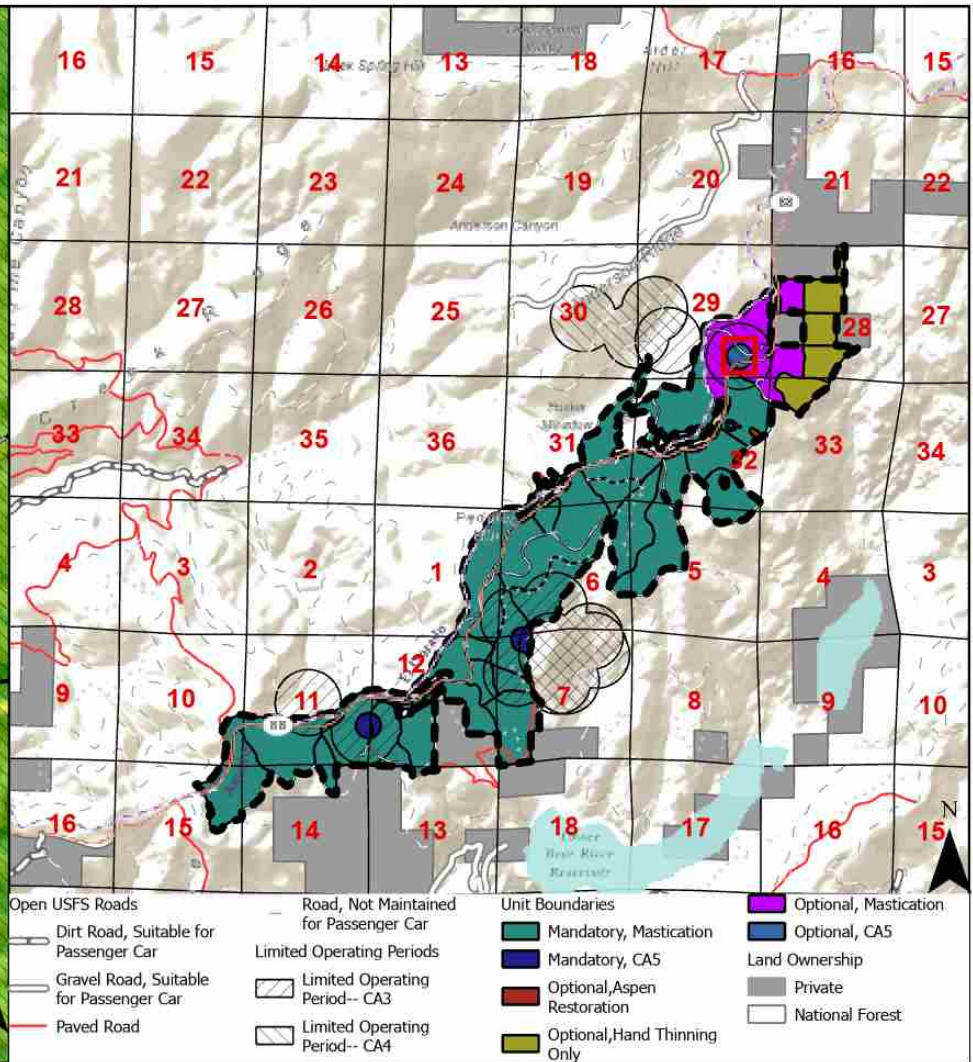 16 15 14 13 18 17 16 15
21 22 23 24 19 20 21 22
Anderson Canyon
88
28 27 26 25 30 29 28 27
33 34 35 36 31 32 33 34
4 3 2 1 6 5 4 3
9 10 11 12 7 8 9 10
88
16 15 14 13 18 17 16 15
Bear River
Reservoir
N
Open USFS Roads
Dirt Road, Suitable for
Passenger Car
Gravel Road, Suitable
for Passenger Car
Paved Road
Road, Not Maintained
for Passenger Car
Limited Operating Periods
Limited Operating
Period-- CA3
Limited Operating
Period-- CA4
Unit Boundaries
Mandatory, Mastication
Mandatory, CA5
Optional,Aspen
Restoration
Optional,Hand Thinning
Only
Optional, Mastication
Optional, CA5
Land Ownership
Private
National Forest